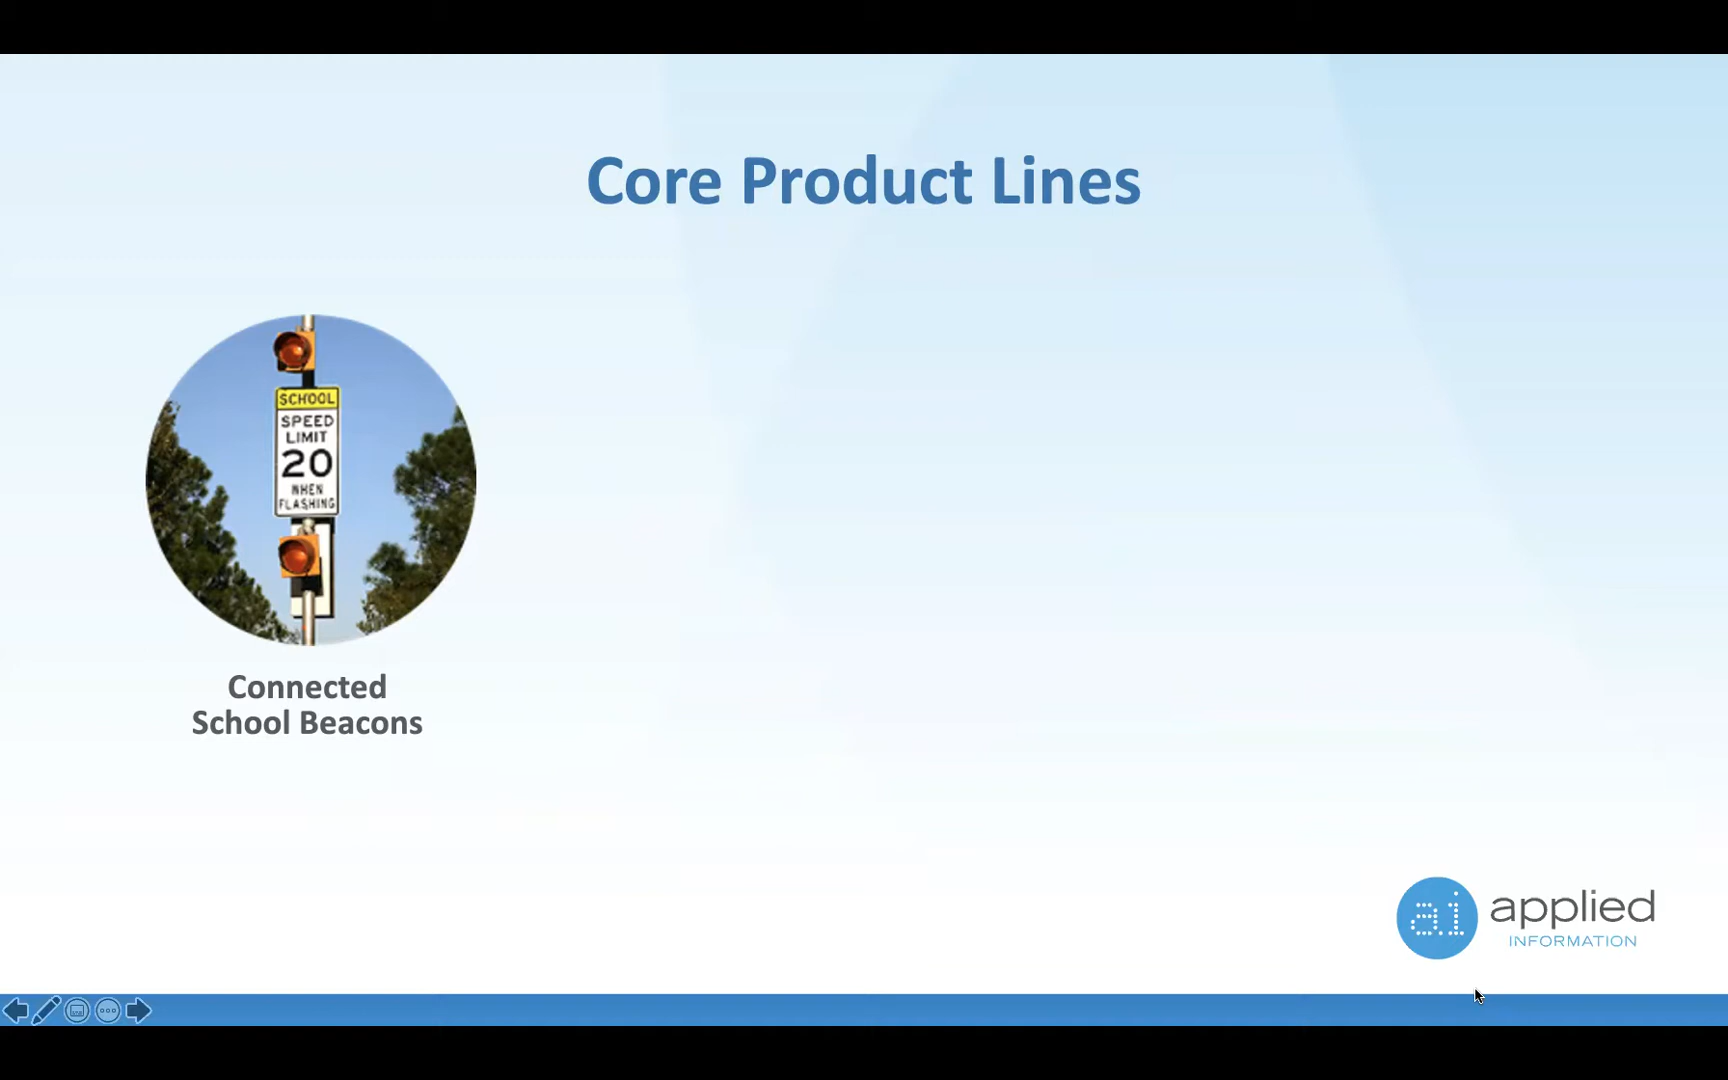 Core Product Lines
SCHOOL
SPEED
LIMIT
20
WHEN
FLASHING
Connected
School Beacons
ai applied
INFORMATION